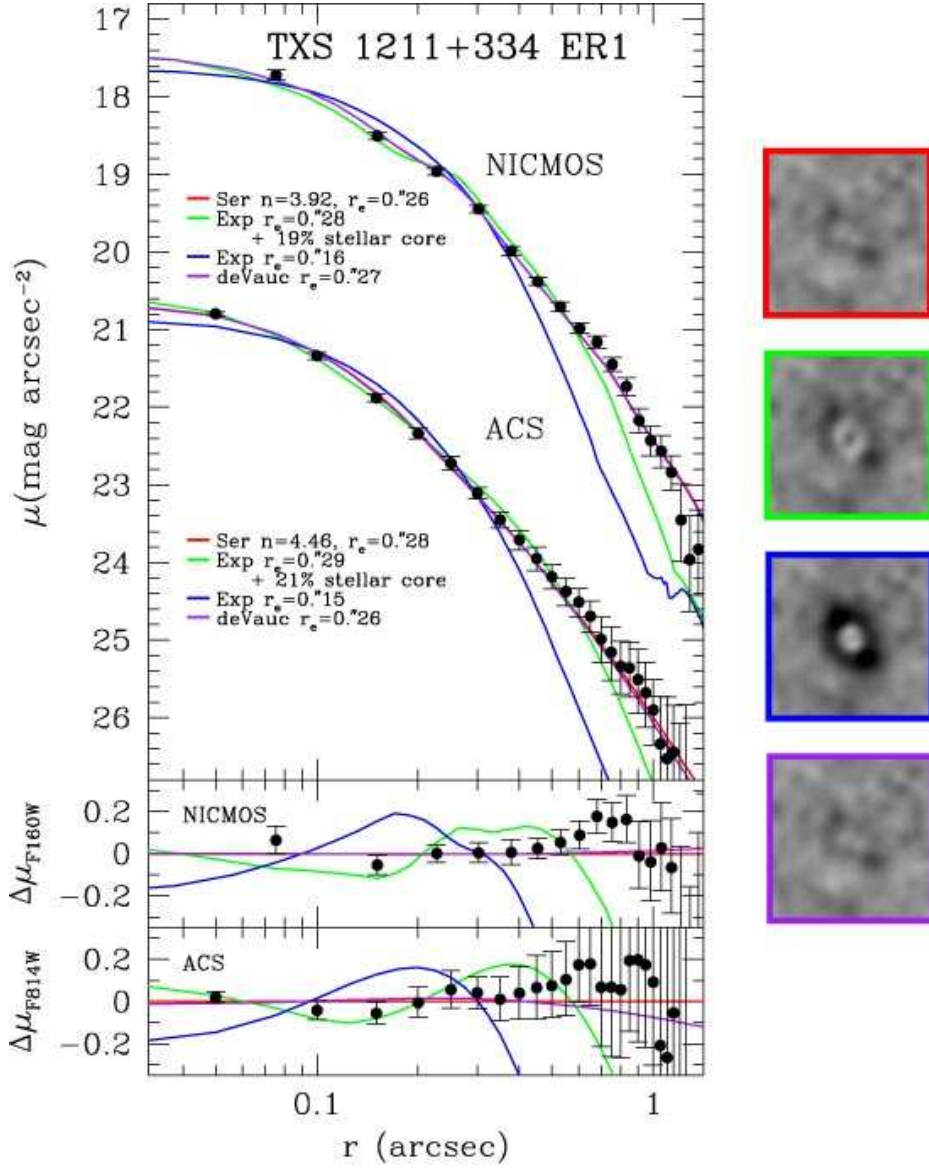 TXS 1211+334 ER1
17
18
19
20
21
22
23
24
25
26
μ(mag arcsec⁻²)
NICMOS
Ser n=3.92, rₑ=0."26
Exp rₑ=0."28
+ 19% stellar core
Exp rₑ=0."16
deVauc rₑ=0."27
ACS
Ser n=4.46, rₑ=0."28
Exp rₑ=0."29
+ 21% stellar core
Exp rₑ=0."15
deVauc rₑ=0."26
NICMOS
0.2
0
−0.2
Δμ_F160W
ACS
0.2
0
−0.2
Δμ_F814W
0.1
1
r (arcsec)